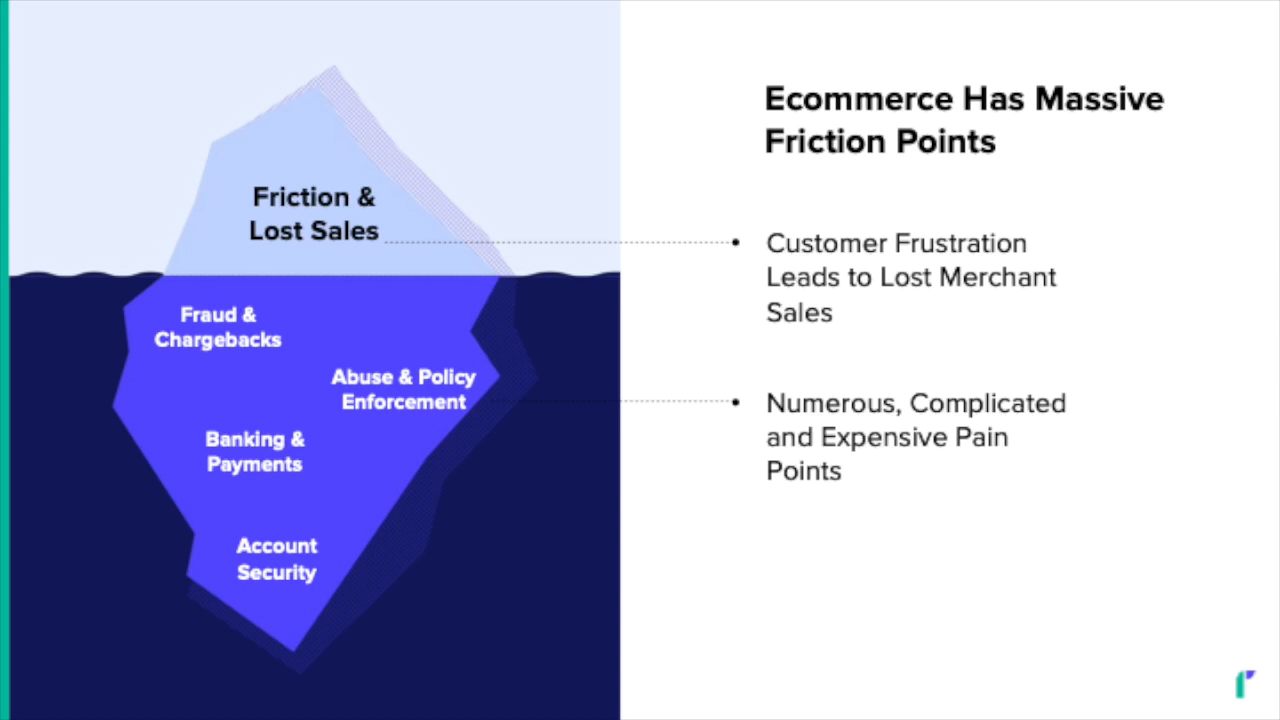 Friction &
Lost Sales
Fraud &
Chargebacks
Abuse & Policy
Enforcement
Banking &
Payments
Account
Security
Ecommerce Has Massive
Friction Points
• Customer Frustration
Leads to Lost Merchant
Sales
• Numerous, Complicated
and Expensive Pain
Points